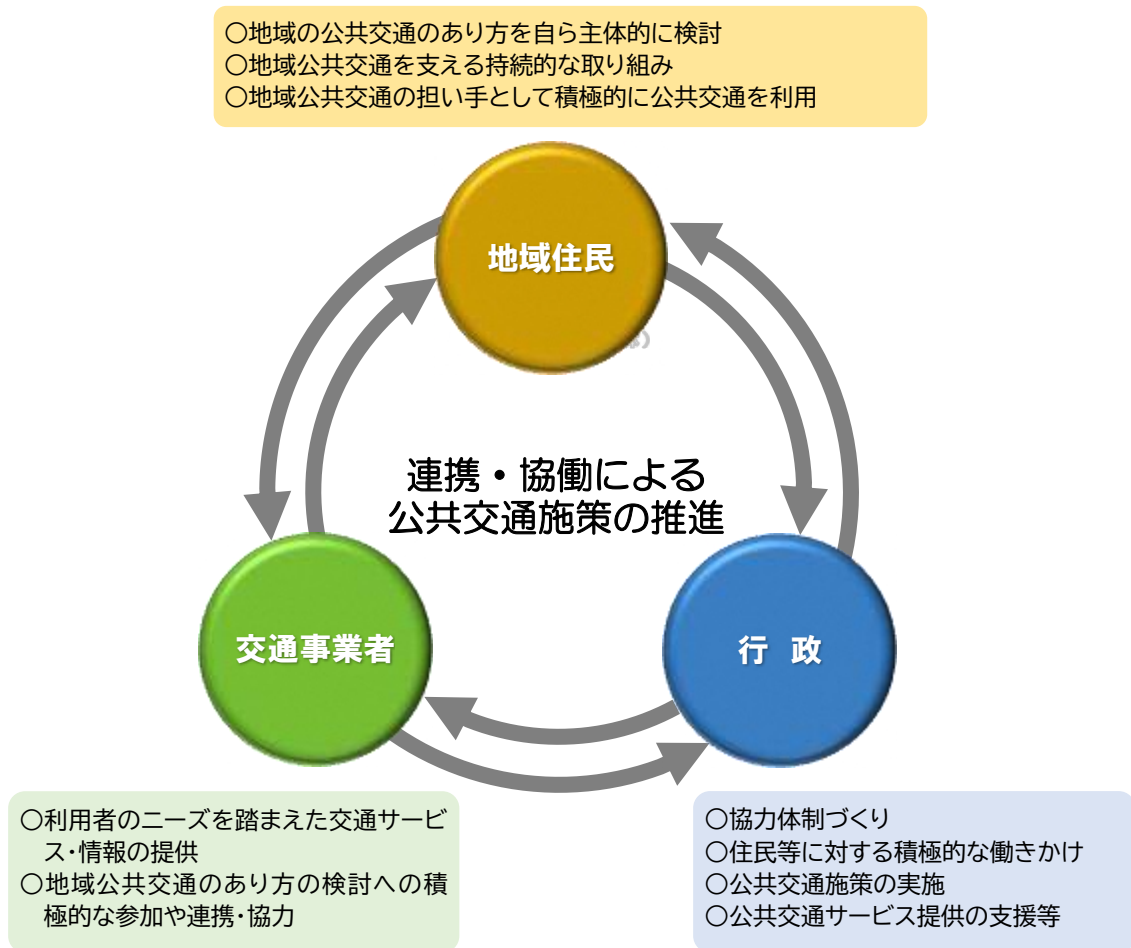 〇地域の公共交通のあり方を自ら主体的に検討
〇地域公共交通を支える持続的な取り組み
〇地域公共交通の担い手として積極的に公共交通を利用
地域住民
連携・協働による
公共交通施策の推進
交通事業者
行 政
〇利用者のニーズを踏まえた交通サービ
ス・情報の提供
〇地域公共交通のあり方の検討への積
極的な参加や連携・協力
〇協力体制づくり
〇住民等に対する積極的な働きかけ
〇公共交通施策の実施
〇公共交通サービス提供の支援等